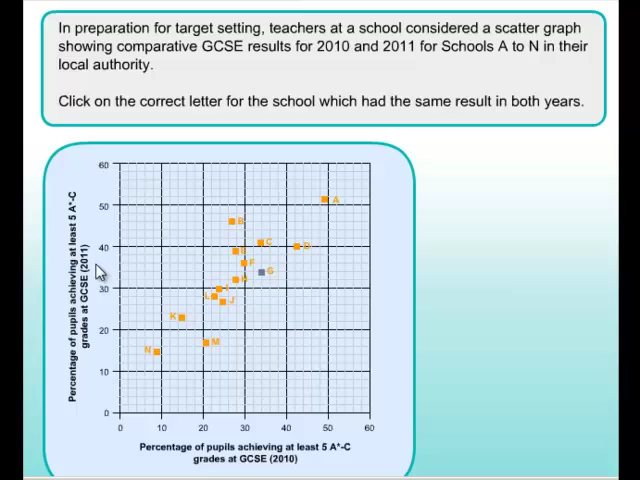 In preparation for target setting, teachers at a school considered a scatter graph
showing comparative GCSE results for 2010 and 2011 for Schools A to N in their
local authority.
Click on the correct letter for the school which had the same result in both years.
Percentage of pupils achieving at least 5 A*-C
grades at GCSE (2011)
60
50
40
30
20
10
0
A
B
C
D
E
F
G
H
I
L
J
K
M
N
0 10 20 30 40 50 60
Percentage of pupils achieving at least 5 A*-C
grades at GCSE (2010)